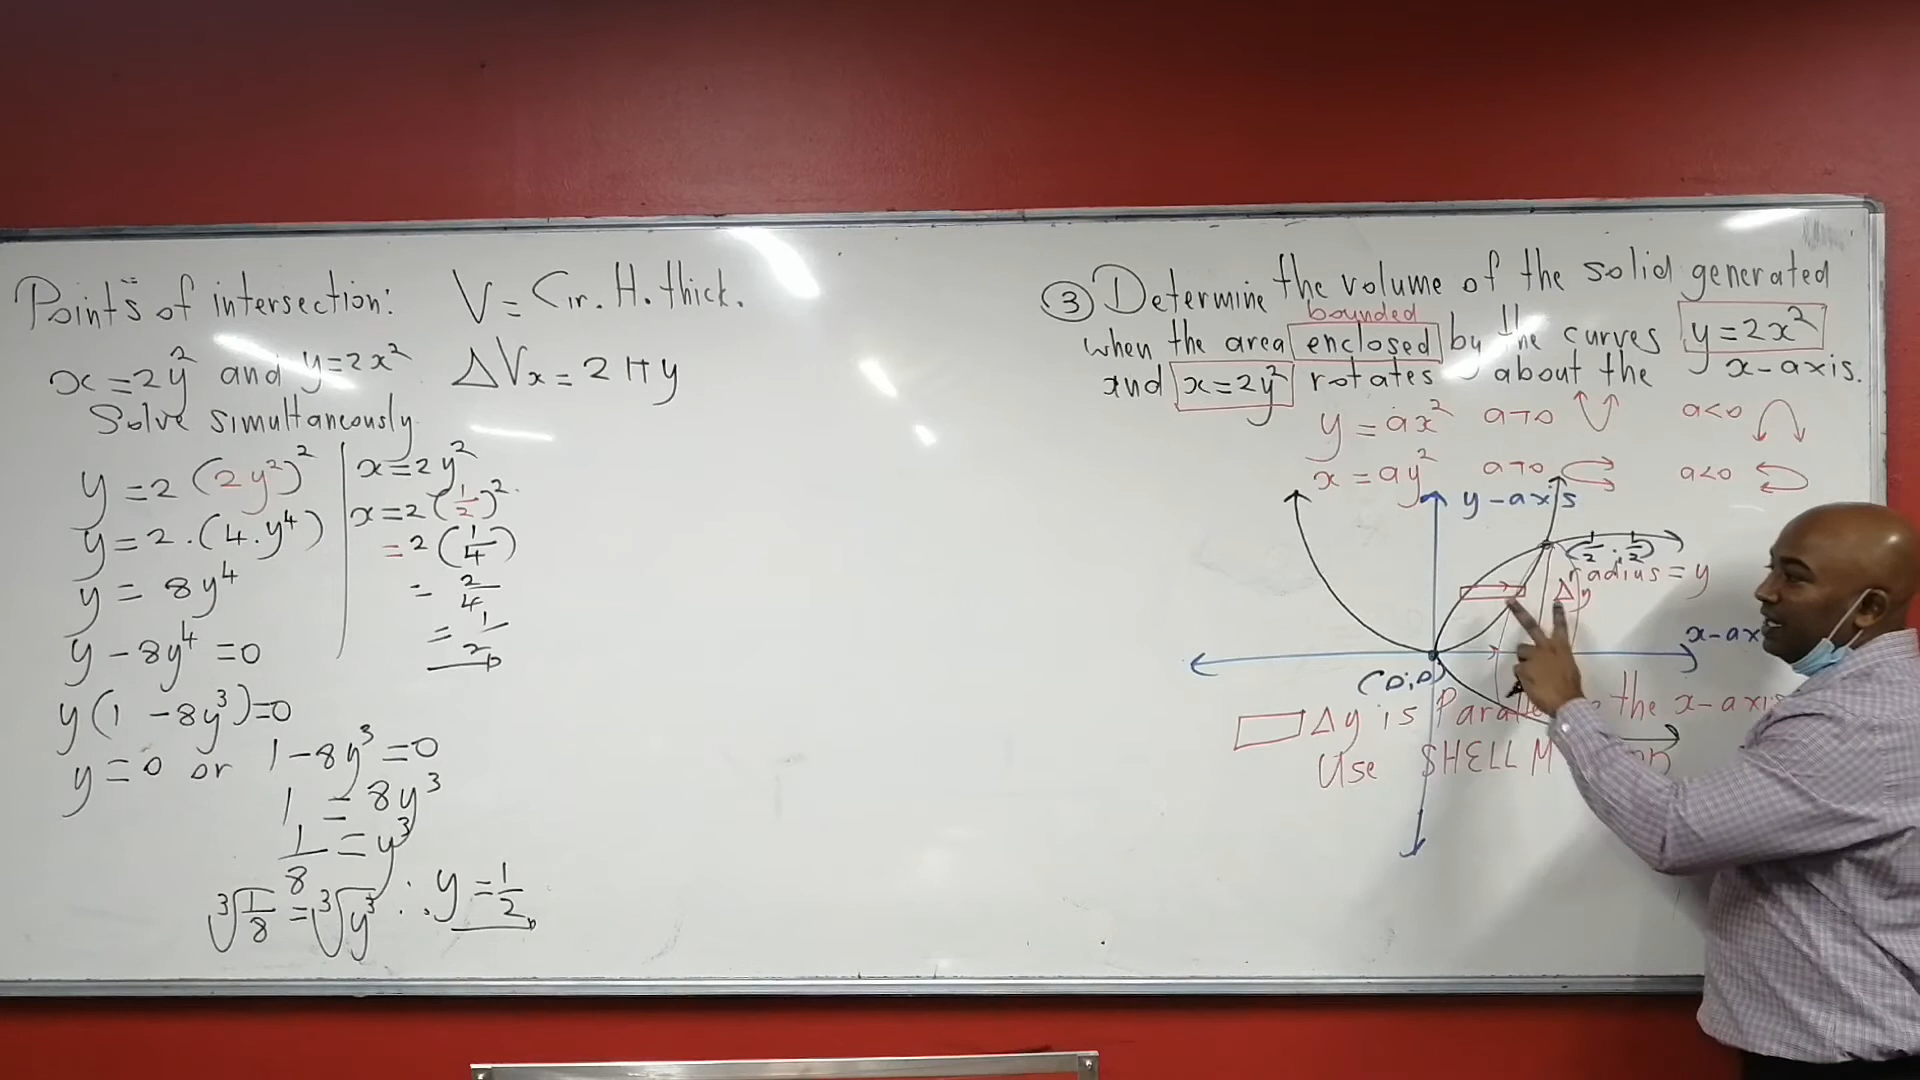 Points of intersection:
x = 2y² and y = 2x²
Solve simultaneously
y = 2 (2y²)²
y = 2 . (4.y⁴)
y = 8y⁴
y - 8y⁴ = 0
y(1 - 8y³) = 0
y = 0 or 1 - 8y³ = 0
1 = 8y³
1/8 = y³
³√1/8 = ³√y³ ∴ y = 1/2
x = 2y²
x = 2(1/2)²
= 2(1/4)
= 2/4
= 1/2
V = Cir. H. thick.
ΔVx = 2πy
③ Determine the volume of the solid generated
bounded
when the area enclosed by the curves y = 2x²
and x = 2y² rotates about the x-axis.
y = ax² a>0 a<0
x = ay² a>0 a<0
y-axis
(1/2, 1/2)
radius = y
Δy
x-ax
(0;0)
Δy is the x-axis
Use SHELL M